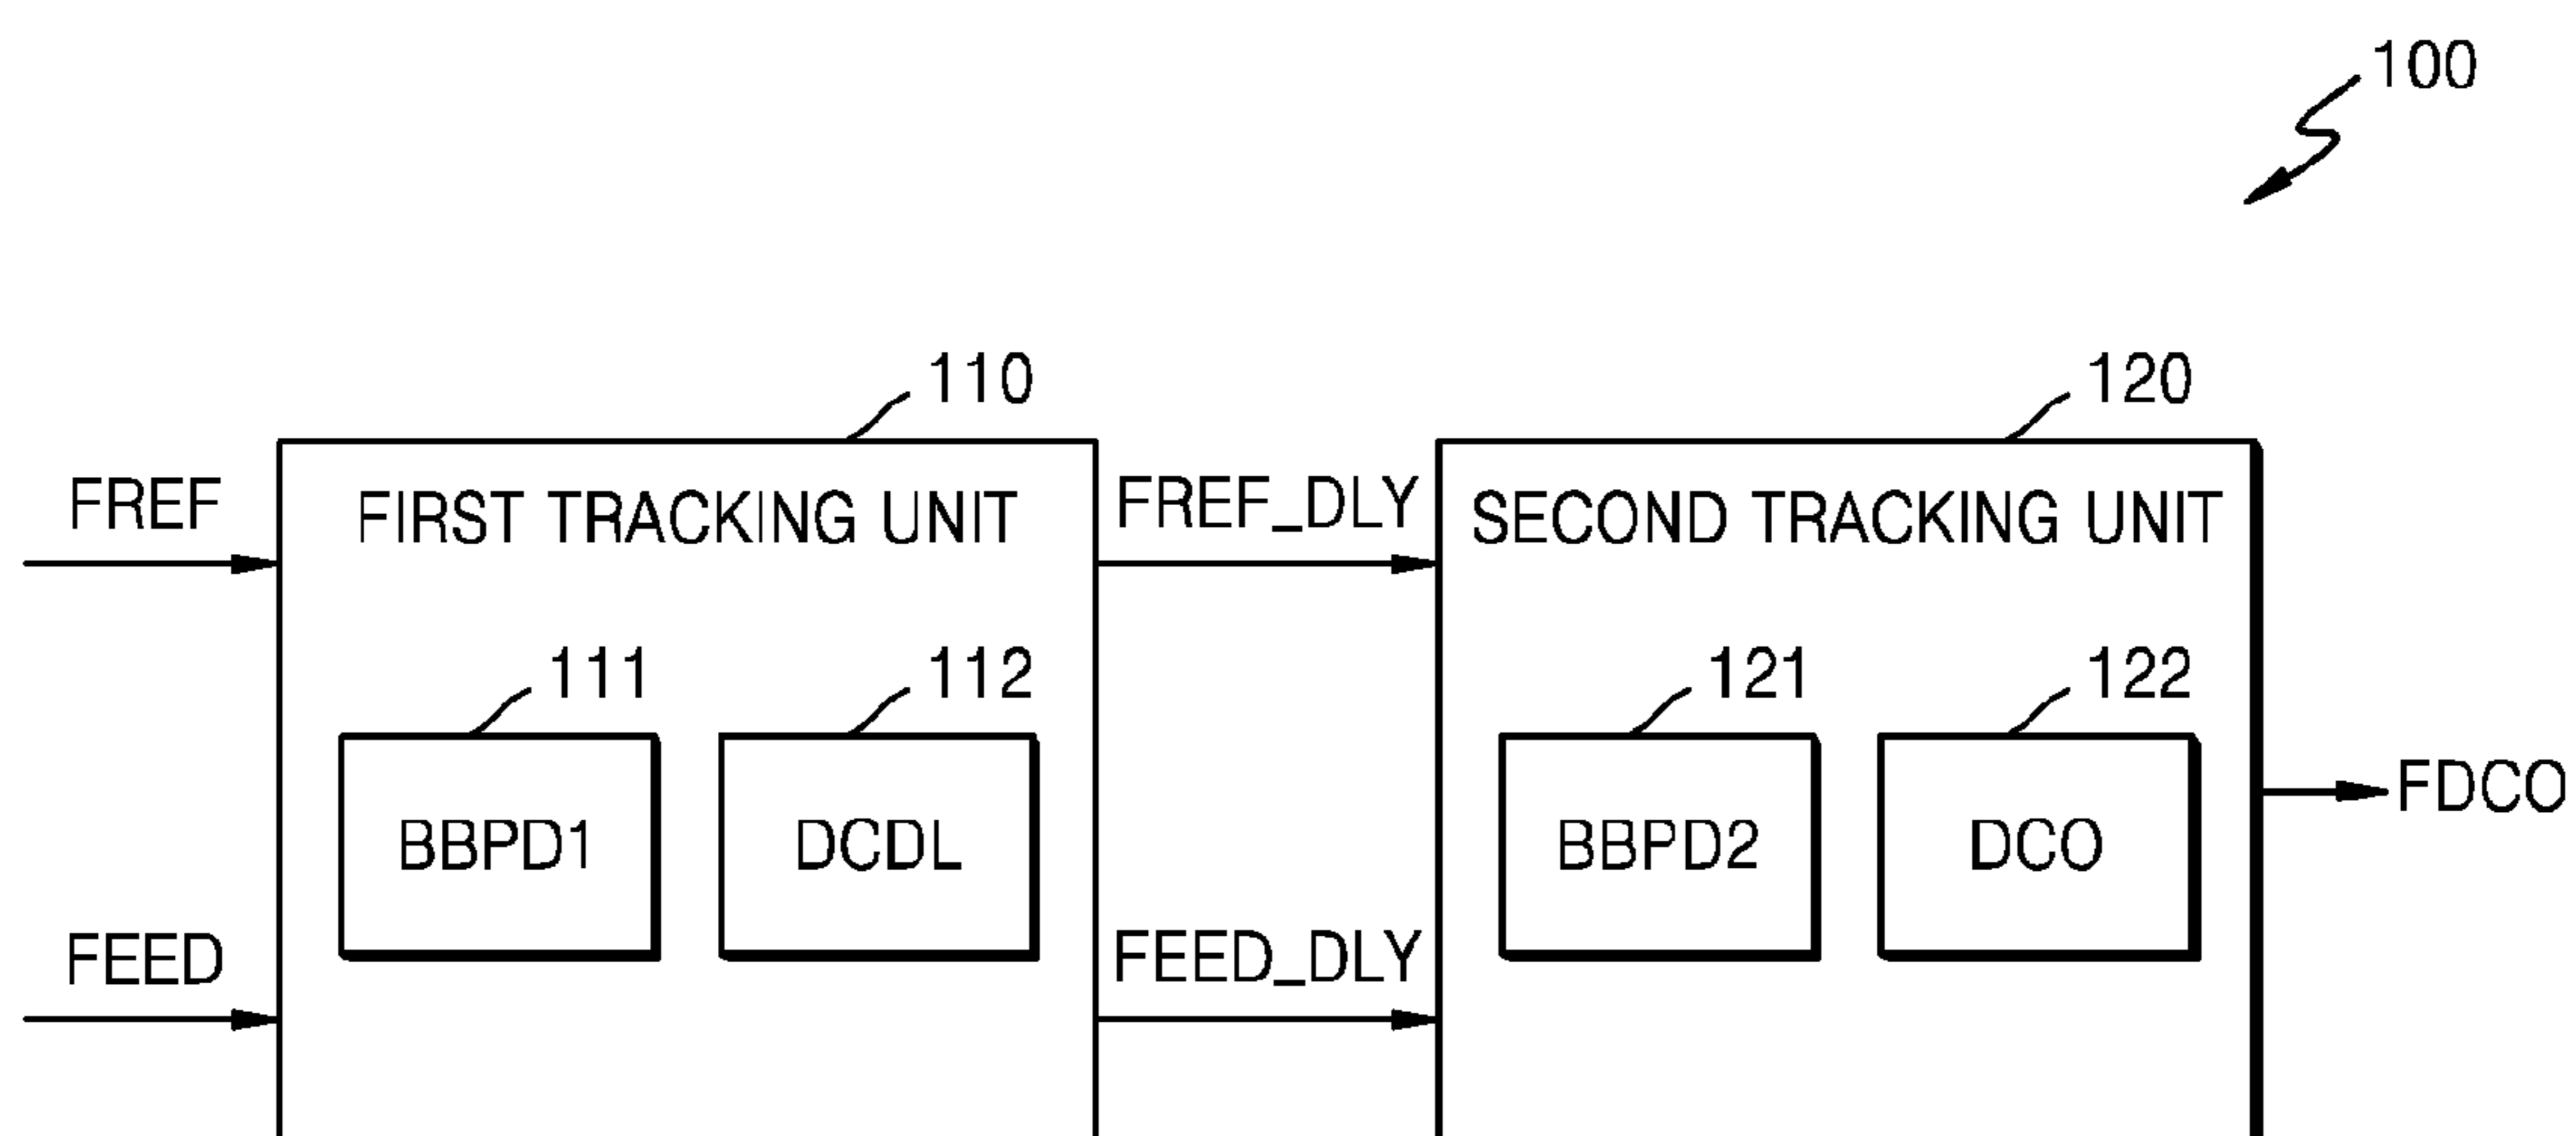 100
110
120
FREF
FIRST TRACKING UNIT
FREF_DLY
SECOND TRACKING UNIT
111
112
121
122
BBPD1
DCDL
BBPD2
DCO
FDCO
FEED
FEED_DLY